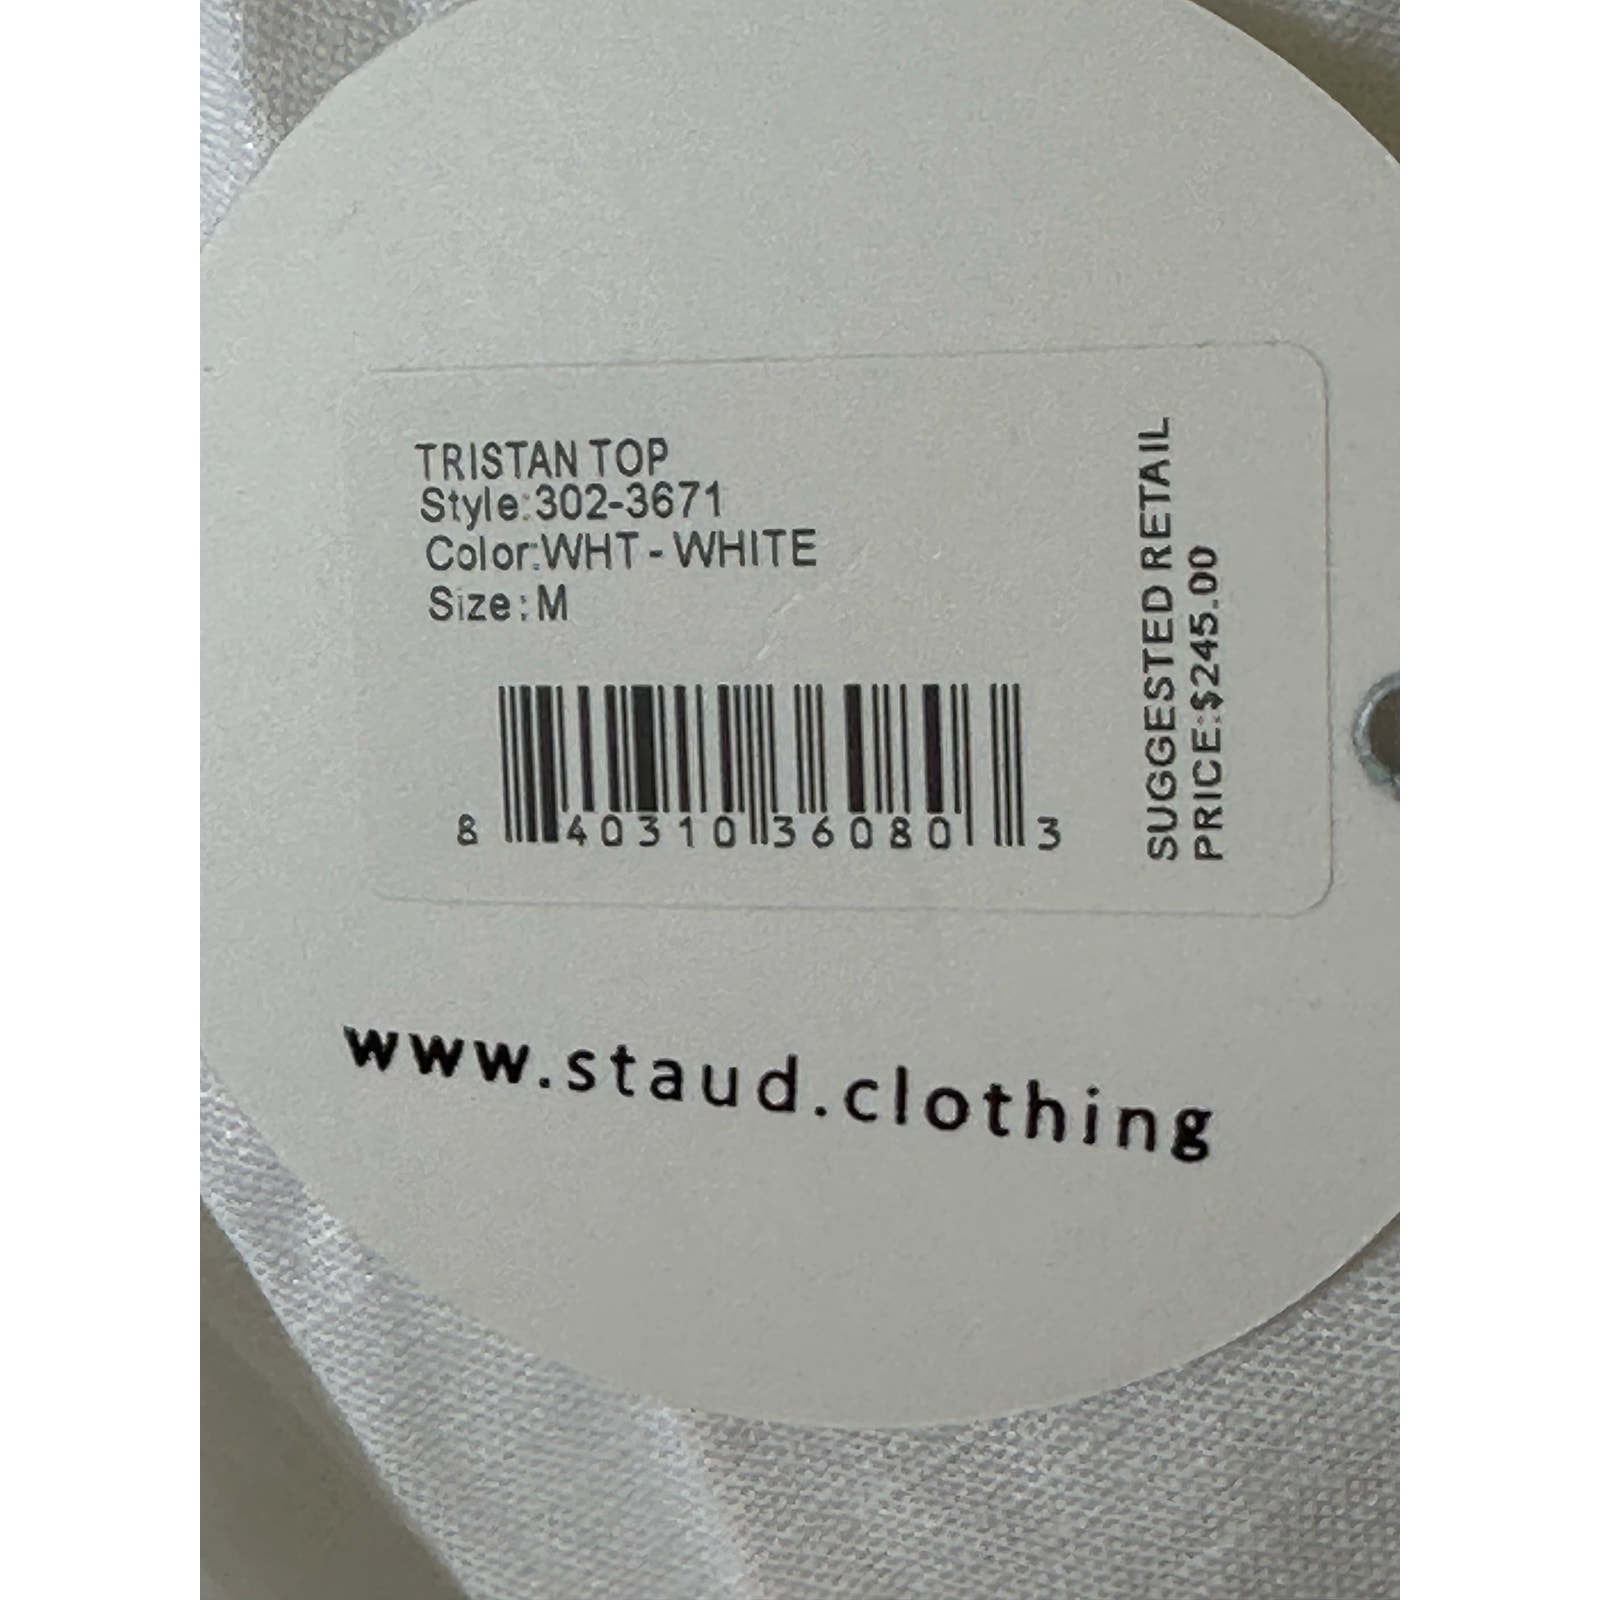 TRISTAN TOP
Style:302-3671
Color:WHT - WHITE
Size: M
8 40310 36080 3
SUGGESTED RETAIL
PRICE:$245.00
www.staud.clothing